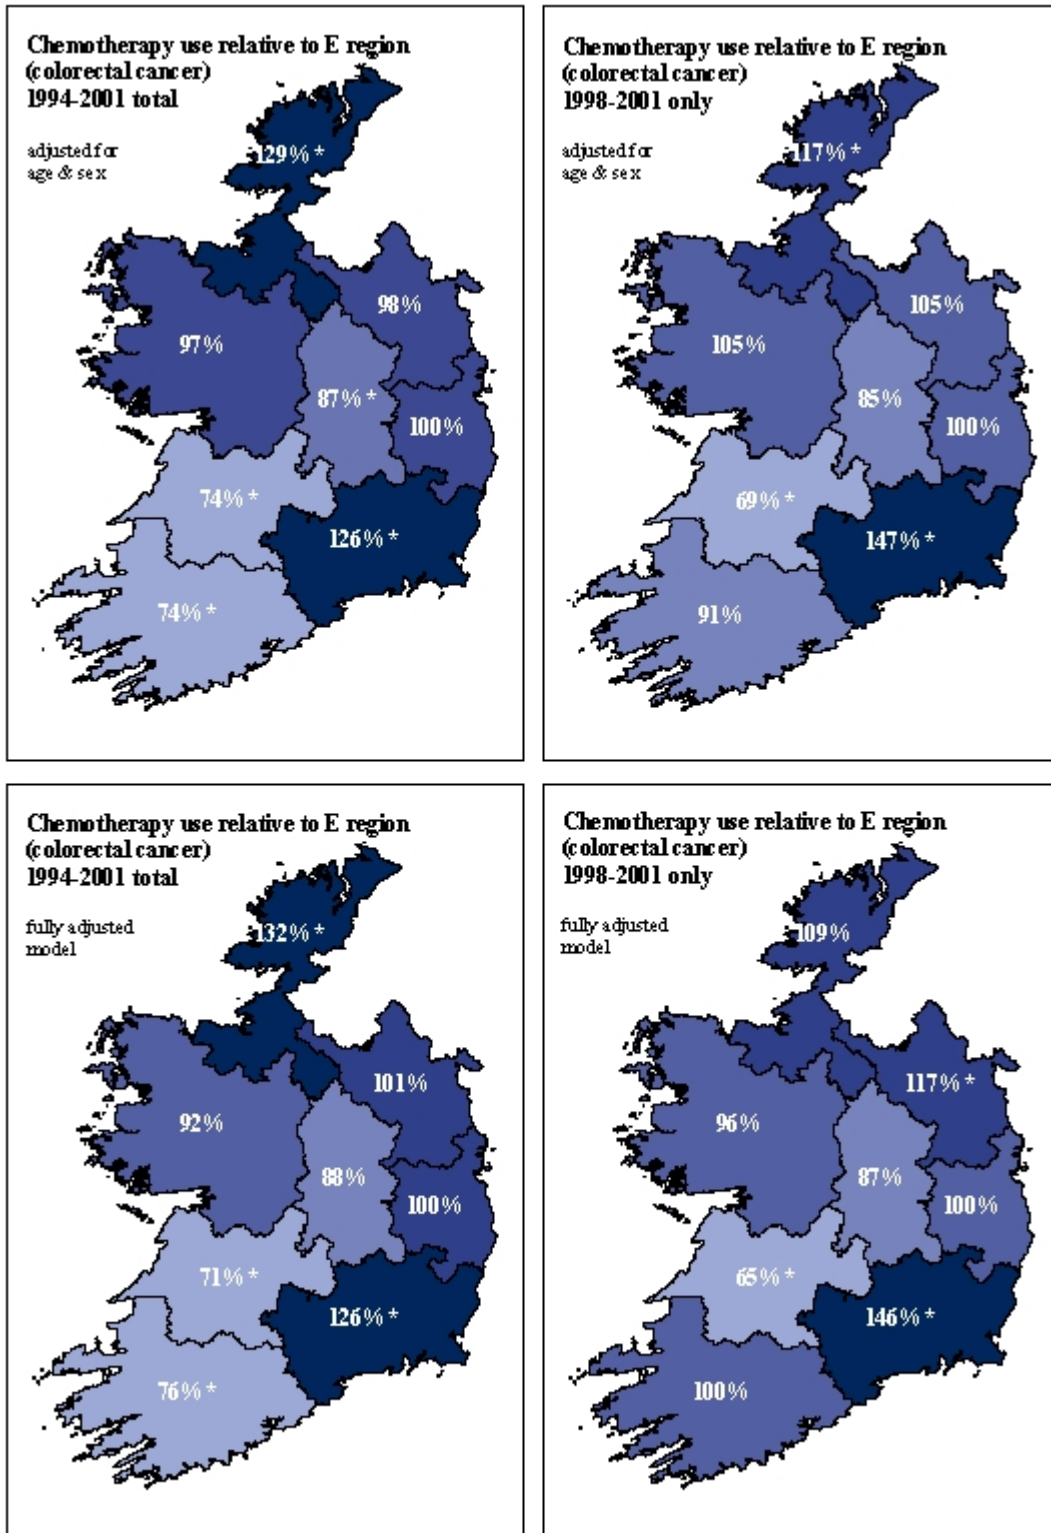 Chemotherapy use relative to E region
(colorectal cancer)
1994-2001 total
adjusted for
age & sex
129% *
98%
97%
87% *
100%
74% *
126% *
74% *
Chemotherapy use relative to E region
(colorectal cancer)
1998-2001 only
adjusted for
age & sex
117% *
105%
105%
85%
100%
69% *
147% *
91%
Chemotherapy use relative to E region
(colorectal cancer)
1994-2001 total
fully adjusted
model
132% *
101%
92%
88%
100%
71% *
126% *
76% *
Chemotherapy use relative to E region
(colorectal cancer)
1998-2001 only
fully adjusted
model
109%
117% *
96%
87%
100%
65% *
146% *
100%